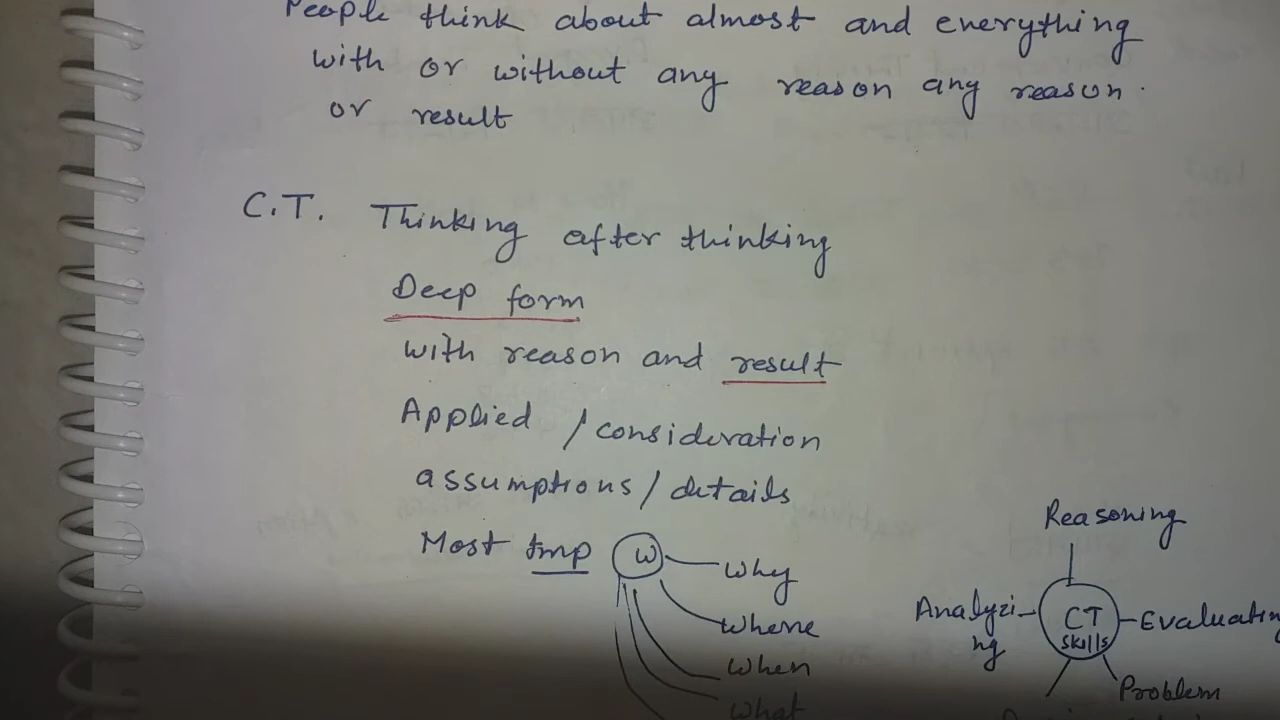 People think about almost and everything
with or without any reason any reason.
or result
C.T. Thinking after thinking
Deep form
with reason and result
Applied / consideration
assumptions / details
Most Imp W
Why
Where
When
What
Reasoning
Analyzi-
ng
CT
skills
Evaluating
Problem